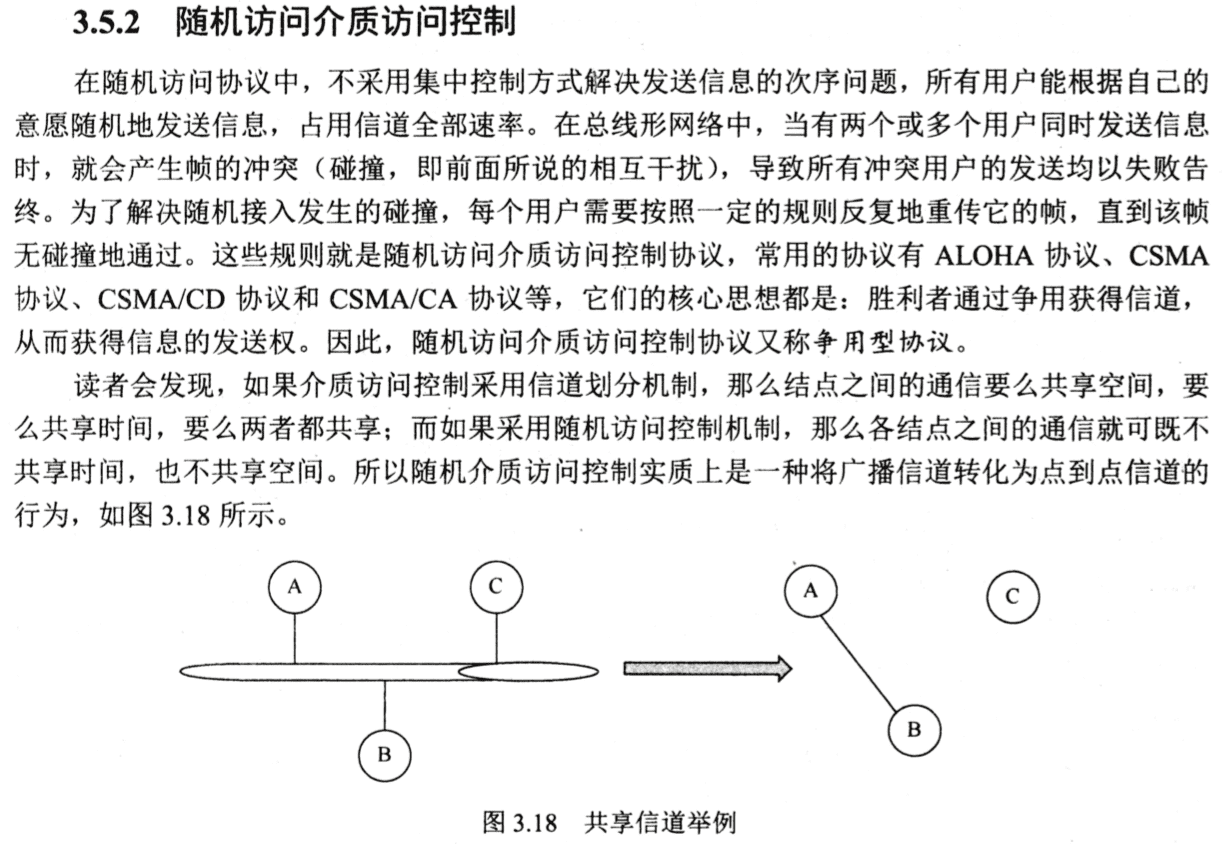 3.5.2 随机访问介质访问控制
在随机访问协议中，不采用集中控制方式解决发送信息的次序问题，所有用户能根据自己的
意愿随机地发送信息，占用信道全部速率。在总线形网络中，当有两个或多个用户同时发送信息
时，就会产生帧的冲突（碰撞，即前面所说的相互干扰），导致所有冲突用户的发送均以失败告
终。为了解决随机接入发生的碰撞，每个用户需要按照一定的规则反复地重传它的帧，直到该帧
无碰撞地通过。这些规则就是随机访问介质访问控制协议，常用的协议有 ALOHA 协议、CSMA
协议、CSMA/CD 协议和 CSMA/CA 协议等，它们的核心思想都是：胜利者通过争用获得信道，
从而获得信息的发送权。因此，随机访问介质访问控制协议又称争用型协议。
读者会发现，如果介质访问控制采用信道划分机制，那么结点之间的通信要么共享空间，要
么共享时间，要么两者都共享；而如果采用随机访问控制机制，那么各结点之间的通信就可既不
共享时间，也不共享空间。所以随机介质访问控制实质上是一种将广播信道转化为点到点信道的
行为，如图 3.18 所示。
A
C
B
A
C
B
图 3.18 共享信道举例